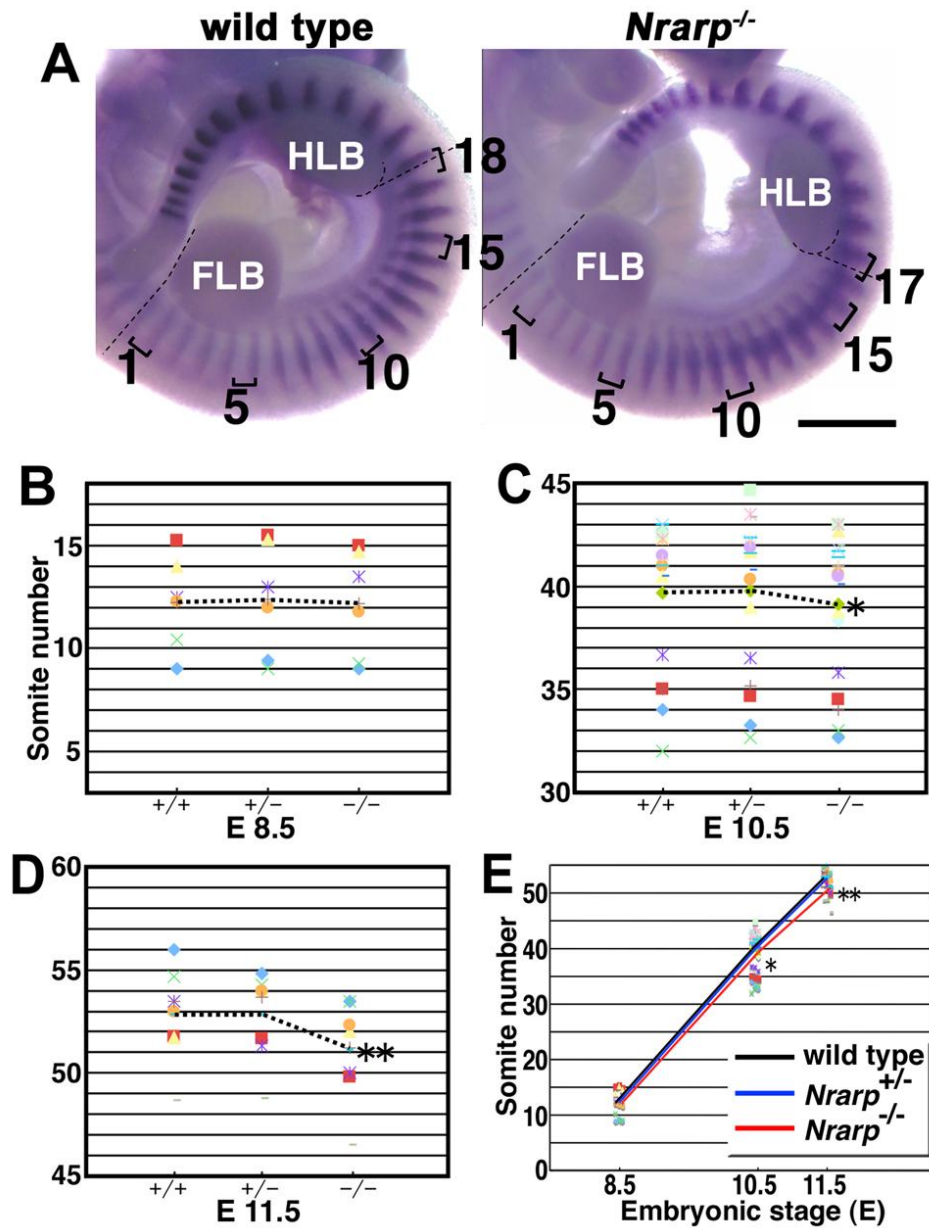 wild type
Nrarp-/-
A
HLB
18
15
FLB
1
5
10
HLB
17
FLB
1
5
10
15
B
Somite number
15
10
5
+/+
+/−
−/−
E 8.5
C
45
40
35
30
*
+/+
+/−
−/−
E 10.5
D
Somite number
60
55
50
45
**
+/+
+/−
−/−
E 11.5
E
Somite number
50
40
30
20
10
0
**
*
wild type
Nrarp+/-
Nrarp-/-
8.5
10.5
11.5
Embryonic stage (E)